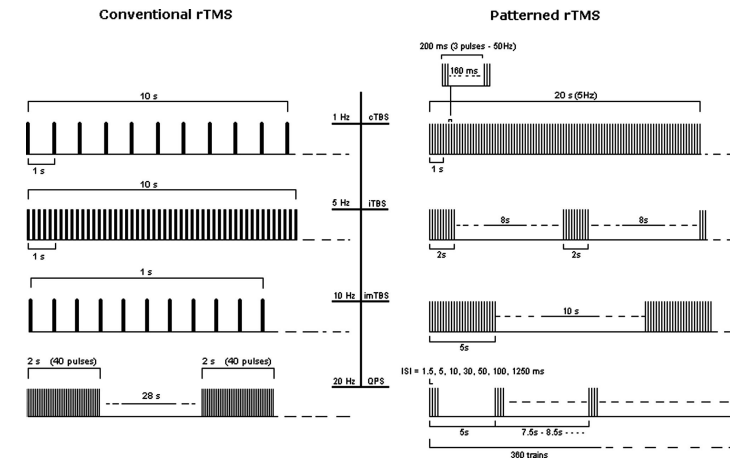 Conventional rTMS
Patterned rTMS
200 ms (3 pulses - 50Hz)
160 ms
10 s
20 s (5Hz)
1 Hz cTBS
1 s
1 s
10 s
5 Hz iTBS
8s
8s
1 s
2s
2s
1 s
10 Hz imTBS
10 s
5s
2 s (40 pulses)
2 s (40 pulses)
20 Hz QPS
ISI = 1.5, 5, 10, 30, 50, 100, 1250 ms
28 s
5s
7.5s - 8.5s - - - -
360 trains